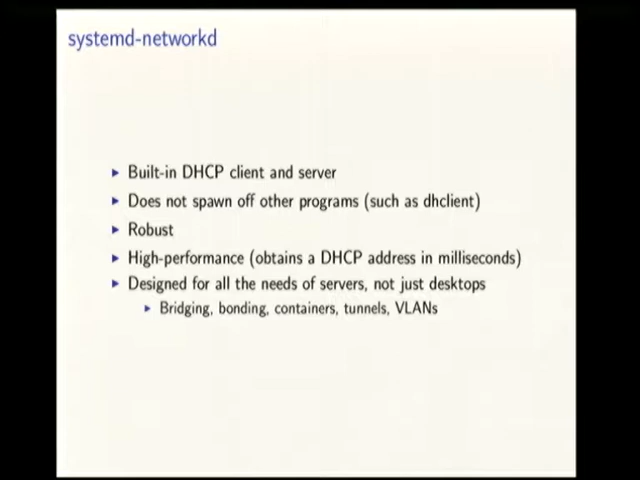 systemd-networkd
Built-in DHCP client and server
Does not spawn off other programs (such as dhclient)
Robust
High-performance (obtains a DHCP address in milliseconds)
Designed for all the needs of servers, not just desktops
Bridging, bonding, containers, tunnels, VLANs